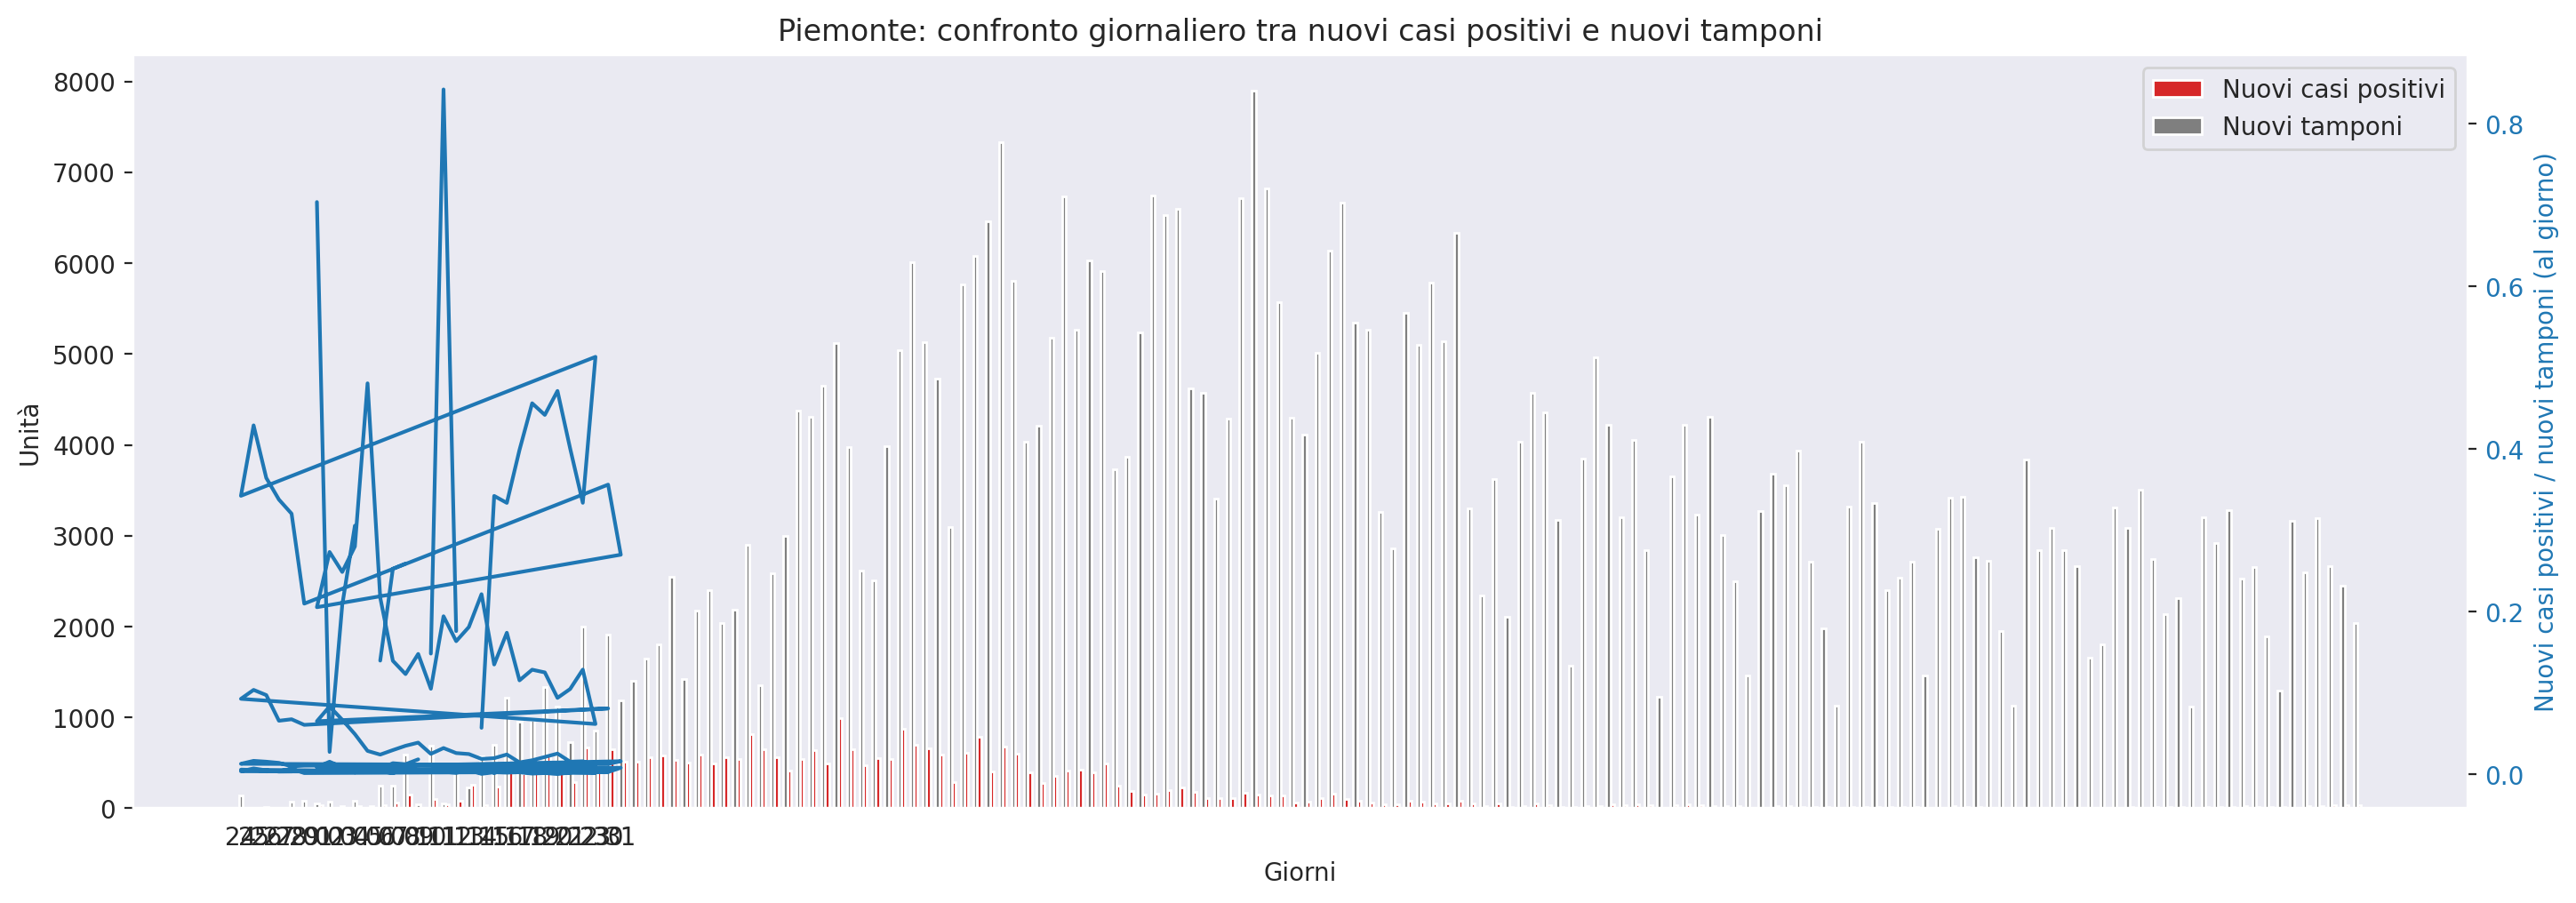 Piemonte: confronto giornaliero tra nuovi casi positivi e nuovi tamponi
8000
7000
6000
5000
4000
3000
2000
1000
0
Unità
Nuovi casi positivi
Nuovi tamponi
0.8
0.6
0.4
0.2
0.0
Nuovi casi positivi / nuovi tamponi (al giorno)
Giorni